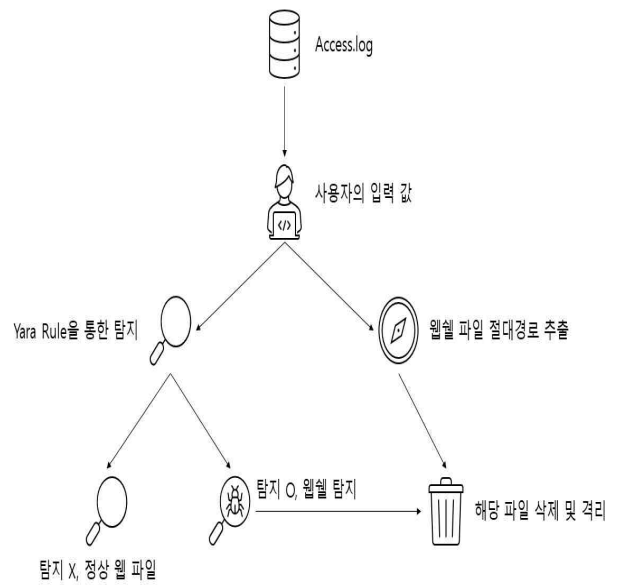 Access.log
사용자의 입력 값
Yara Rule을 통한 탐지
웹쉘 파일 절대경로 추출
탐지 O, 웹쉘 탐지
해당 파일 삭제 및 격리
탐지 X, 정상 웹 파일